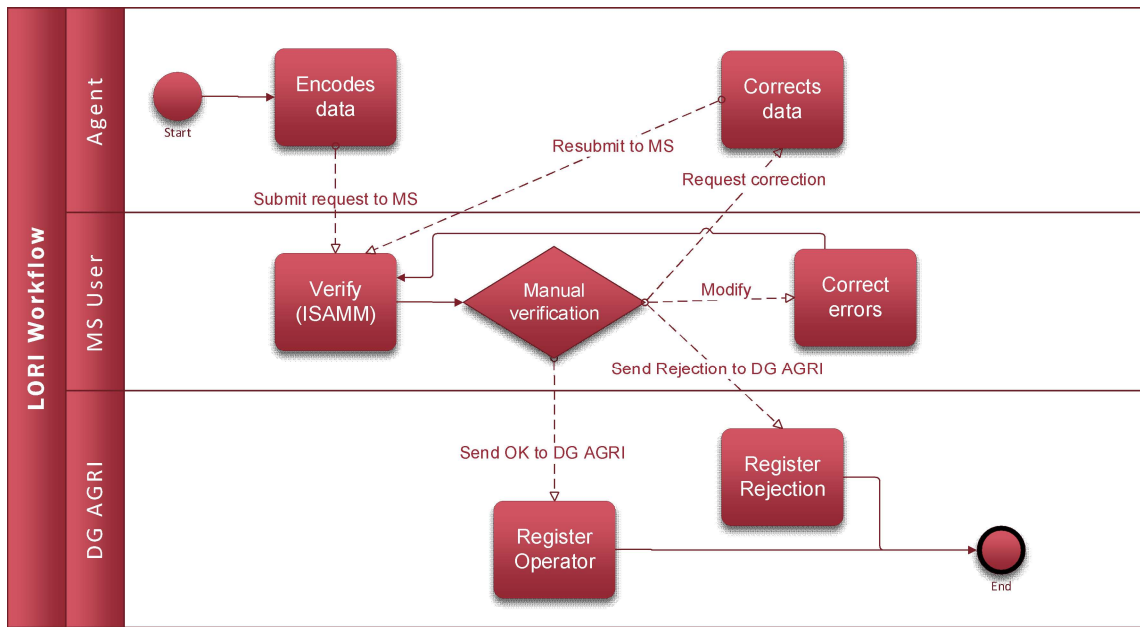 LORI Workflow
Agent
Start
Encodes
data
Corrects
data
Resubmit to MS
Request correction
Submit request to MS
MS User
Verify
(ISAMM)
Manual
verification
Modify
Correct
errors
Send Rejection to DG AGRI
DG AGRI
Send OK to DG AGRI
Register
Rejection
Register
Operator
End